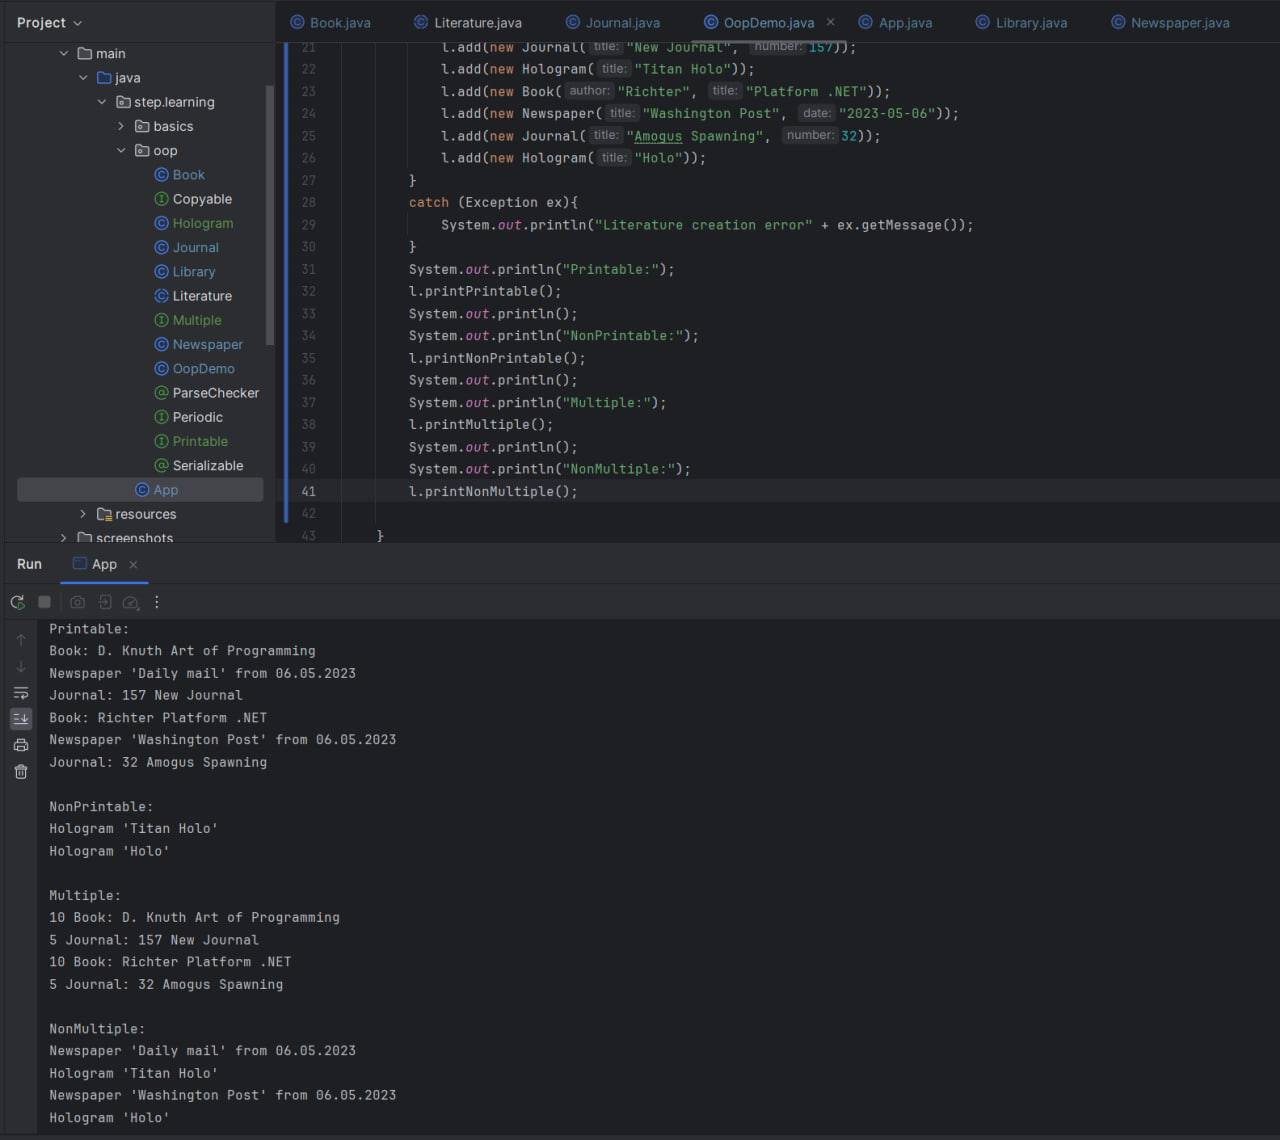 Project
Book.java Literature.java Journal.java OopDemo.java App.java Library.java Newspaper.java
main
java
step.learning
basics
oop
Book
Copyable
Hologram
Journal
Library
Literature
Multiple
Newspaper
OopDemo
ParseChecker
Periodic
Printable
Serializable
App
resources
screenshots
21 l.add(new Journal( title: "New Journal", number: 157));
22 l.add(new Hologram( title: "Titan Holo"));
23 l.add(new Book( author: "Richter", title: "Platform .NET"));
24 l.add(new Newspaper( title: "Washington Post", date: "2023-05-06"));
25 l.add(new Journal( title: "Amogus Spawning", number: 32));
26 l.add(new Hologram( title: "Holo"));
27 }
28 catch (Exception ex){
29 System.out.println("Literature creation error" + ex.getMessage());
30 }
31 System.out.println("Printable:");
32 l.printPrintable();
33 System.out.println();
34 System.out.println("NonPrintable:");
35 l.printNonPrintable();
36 System.out.println();
37 System.out.println("Multiple:");
38 l.printMultiple();
39 System.out.println();
40 System.out.println("NonMultiple:");
41 l.printNonMultiple();
42
43 }
Run App
Printable:
Book: D. Knuth Art of Programming
Newspaper 'Daily mail' from 06.05.2023
Journal: 157 New Journal
Book: Richter Platform .NET
Newspaper 'Washington Post' from 06.05.2023
Journal: 32 Amogus Spawning
NonPrintable:
Hologram 'Titan Holo'
Hologram 'Holo'
Multiple:
10 Book: D. Knuth Art of Programming
5 Journal: 157 New Journal
10 Book: Richter Platform .NET
5 Journal: 32 Amogus Spawning
NonMultiple:
Newspaper 'Daily mail' from 06.05.2023
Hologram 'Titan Holo'
Newspaper 'Washington Post' from 06.05.2023
Hologram 'Holo'